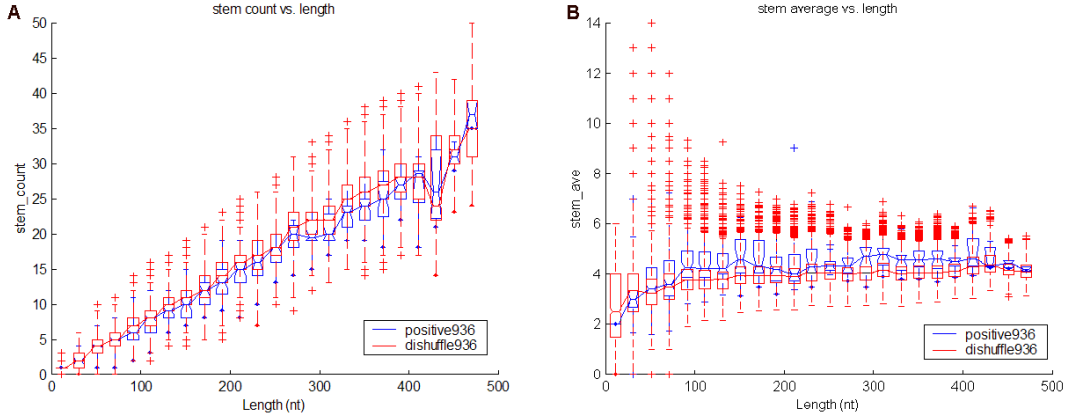 A
stem count vs. length
50
45
40
35
30
25
20
15
10
5
0
stem_count
0
100
200
300
400
500
Length (nt)
positive936
dishuffle936
B
stem average vs. length
14
12
10
8
6
4
2
0
stem_ave
0
100
200
300
400
500
Length (nt)
positive936
dishuffle936